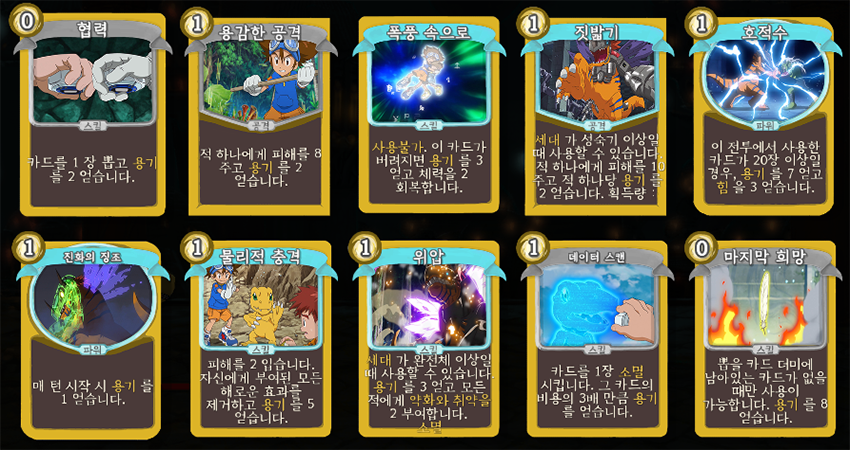 0
협력
스킬
카드를 1 장 뽑고 용기
를 2 얻습니다.
1
용감한 공격
공격
적 하나에게 피해를 8
주고 용기 를 2
얻습니다.
폭풍 속으로
스킬
사용불가. 이 카드가
버려지면 용기 를 3
얻고 체력을 2
회복합니다.
1
짓밟기
공격
세대 가 성숙기 이상일
때 사용할 수 있습니다.
적 하나에게 피해를 10
주고 적 하나당 용기 를
2 얻습니다. 획득량 :
1
호적수
파워
이 전투에서 사용한
카드가 20장 이상일
경우, 용기 를 7 얻고
힘 을 3 얻습니다.
1
진화의 징조
파워
매 턴 시작 시 용기 를
1 얻습니다.
1
물리적 충격
스킬
피해를 2 입습니다.
자신에게 부여된 모든
해로운 효과를
제거하고 용기 를 5
얻습니다.
1
위압
스킬
세대 가 완전체 이상일
때 사용할 수 있습니다.
용기 를 3 얻고 모든
적에게 약화와 취약을
2 부여합니다.
소멸
1
데이터 스캔
스킬
카드를 1장 소멸
시킵니다. 그 카드의
비용의 3배 만큼 용기
를 얻습니다.
0
마지막 희망
스킬
뽑을 카드 더미에
남아있는 카드가 없을
때만 사용이
가능합니다. 용기 를 8
얻습니다.